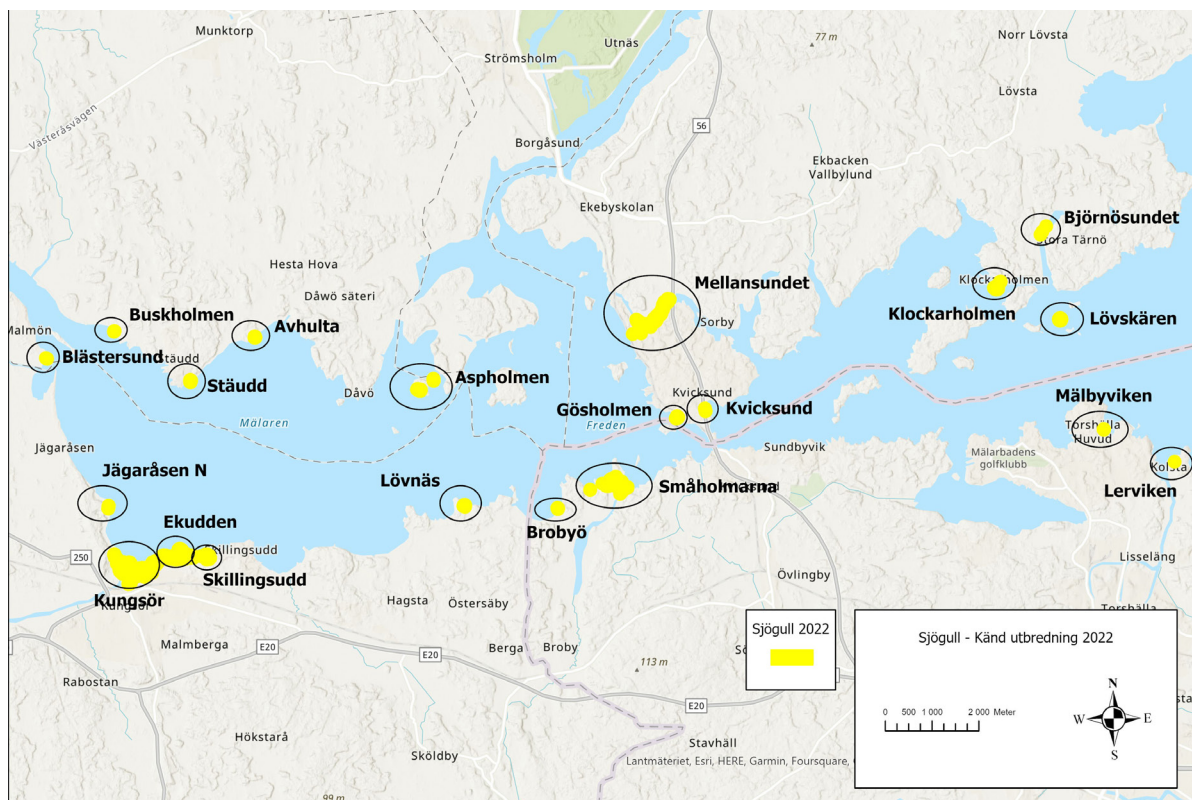 Munktorp
Utnäs
77 m
Norr Lövsta
Strömsholm
Lövsta
Västeråsvägen
56
Borgåsund
Ekbacken
Vallbylund
Ekebyskolan
Björnösundet
Stora Tärnö
Hesta Hova
Mellansundet
Klockarholmen
Dåwö säteri
Buskholmen
Avhulta
Sorby
Klockarholmen
Lövskären
Malmön
Blästersund
Stäudd
Stäudd
Aspholmen
Dåvö
Kvicksund
Mälbyviken
Gösholmen
Kvicksund
Mälaren
Freden
Torshälla
Huvud
Jägaråsen
Sundbyvik
Mälarbadens
golfklubb
Kolsta
Jägaråsen N
Lövnäs
Småholmarna
Lerviken
Ekudden
Brobyö
Skillingsudd
250
Lisseläng
Skillingsudd
Övlingby
Kungsör
Kungsör
Hagsta
Östersäby
Torshälla
Sjögull 2022
Sjögull - Känd utbredning 2022
Malmberga
E20
E20
Berga
Broby
113 m
Rabostan
N
0 500 1 000 2 000 Meter
W
E
E20
Hökstarå
Stavhäll
S
Sköldby
Lantmäteriet, Esri, HERE, Garmin, Foursquare,
99 m